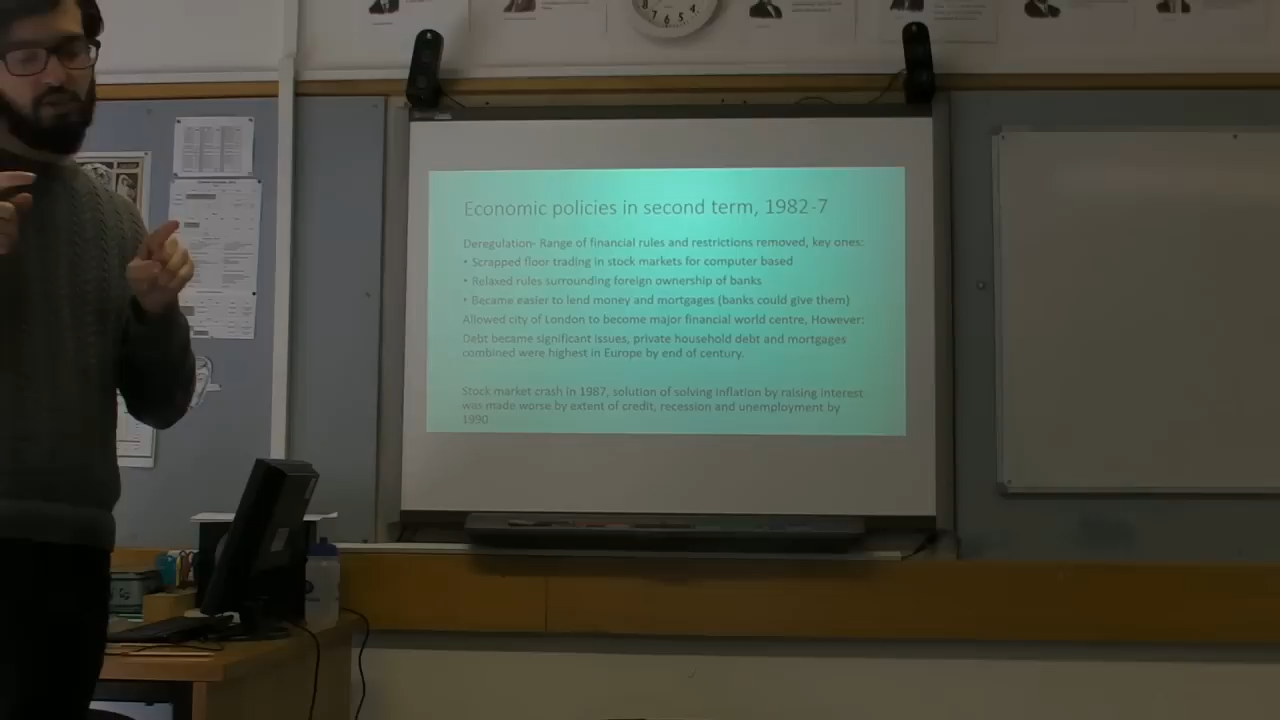 Economic policies in second term, 1982-7
Deregulation- Range of financial rules and restrictions removed, key ones:
• Scrapped floor trading in stock markets for computer based
• Relaxed rules surrounding foreign ownership of banks
• Became easier to lend money and mortgages (banks could give them)
Allowed city of London to become major financial world centre, However:
Debt became significant issues, private household debt and mortgages
combined were highest in Europe by end of century.
Stock market crash in 1987, solution of solving inflation by raising interest
was made worse by extent of credit, recession and unemployment by
1990